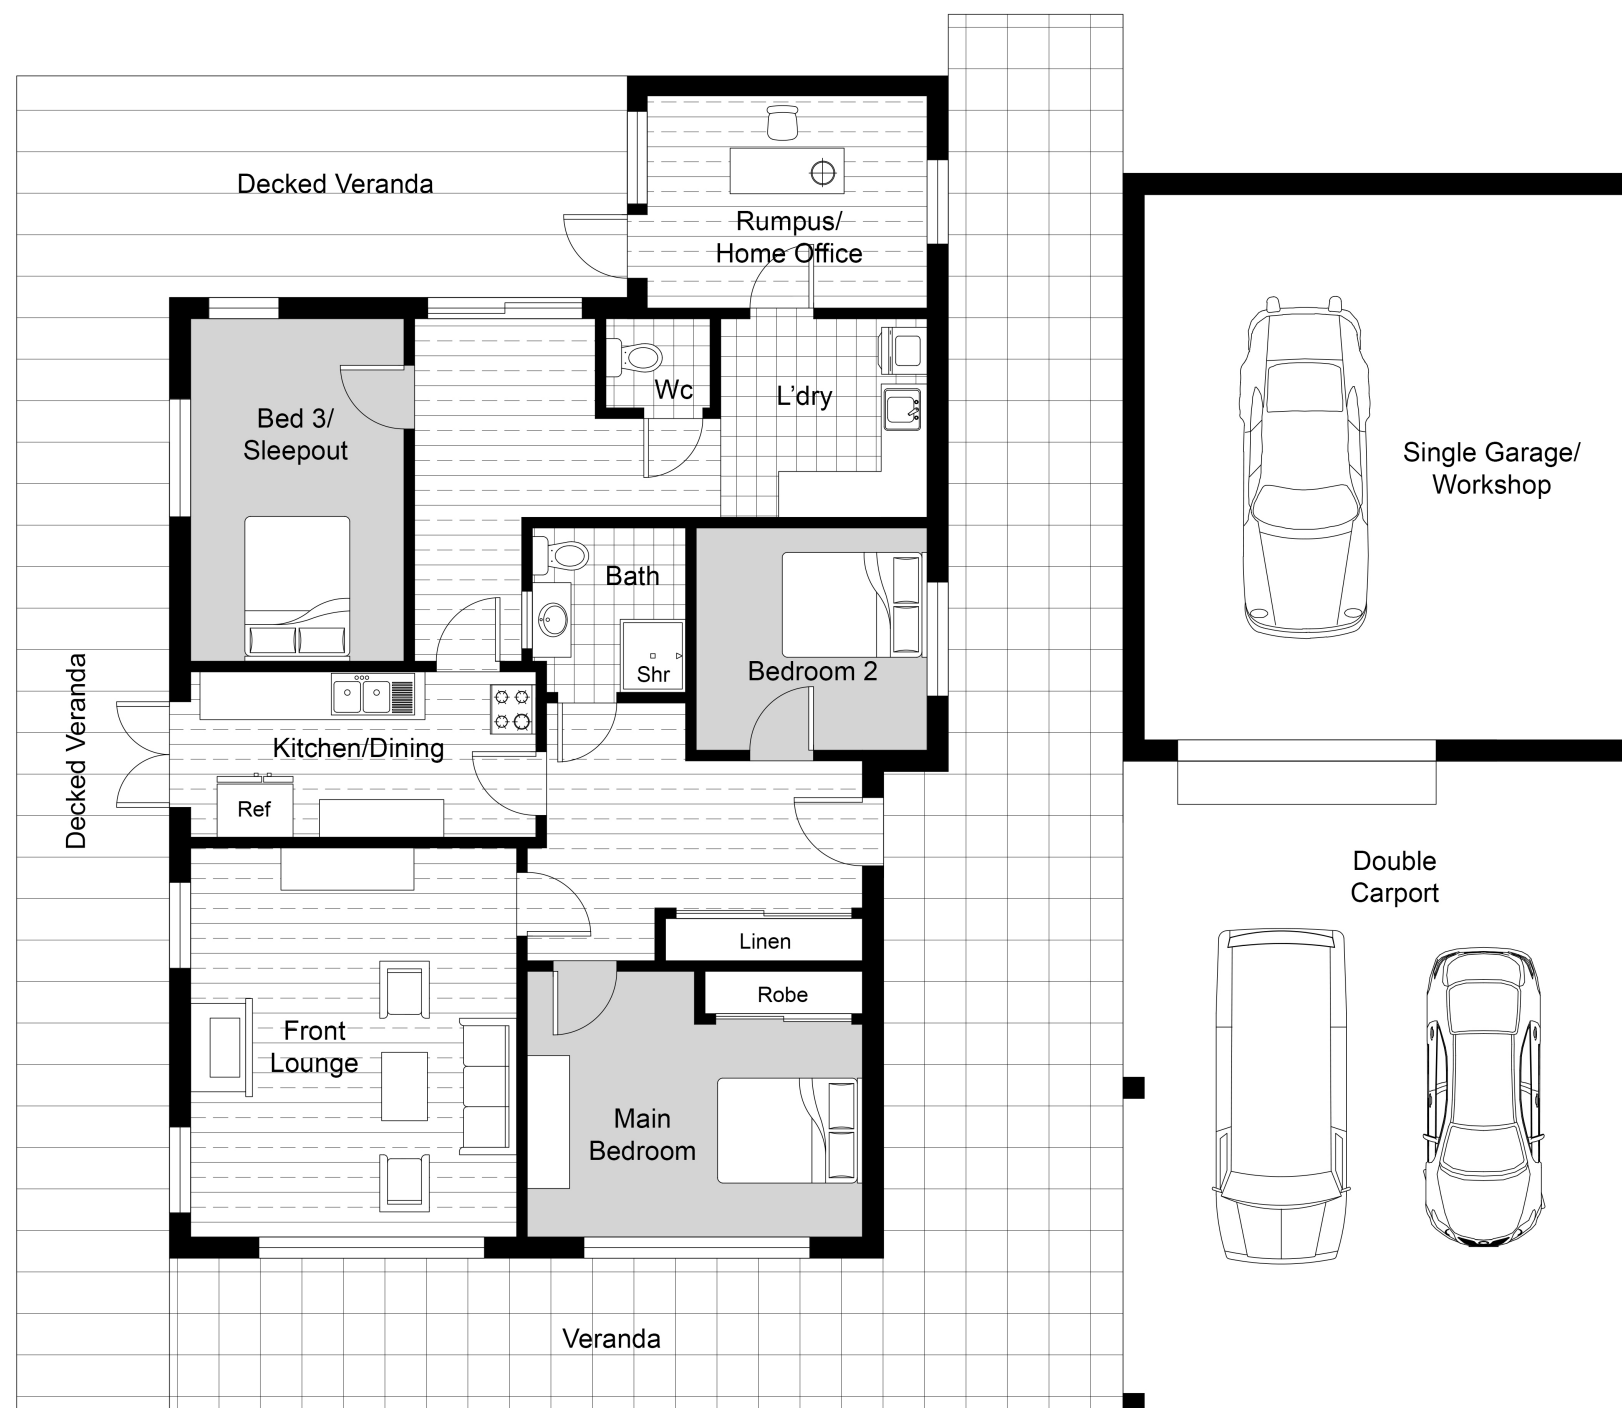 Decked Veranda
Rumpus/
Home Office
Wc
L’dry
Bed 3/
Sleepout
Single Garage/
Workshop
Bath
Shr
Bedroom 2
Decked Veranda
Kitchen/Dining
Ref
Double
Carport
Linen
Robe
Front
Lounge
Main
Bedroom
Veranda